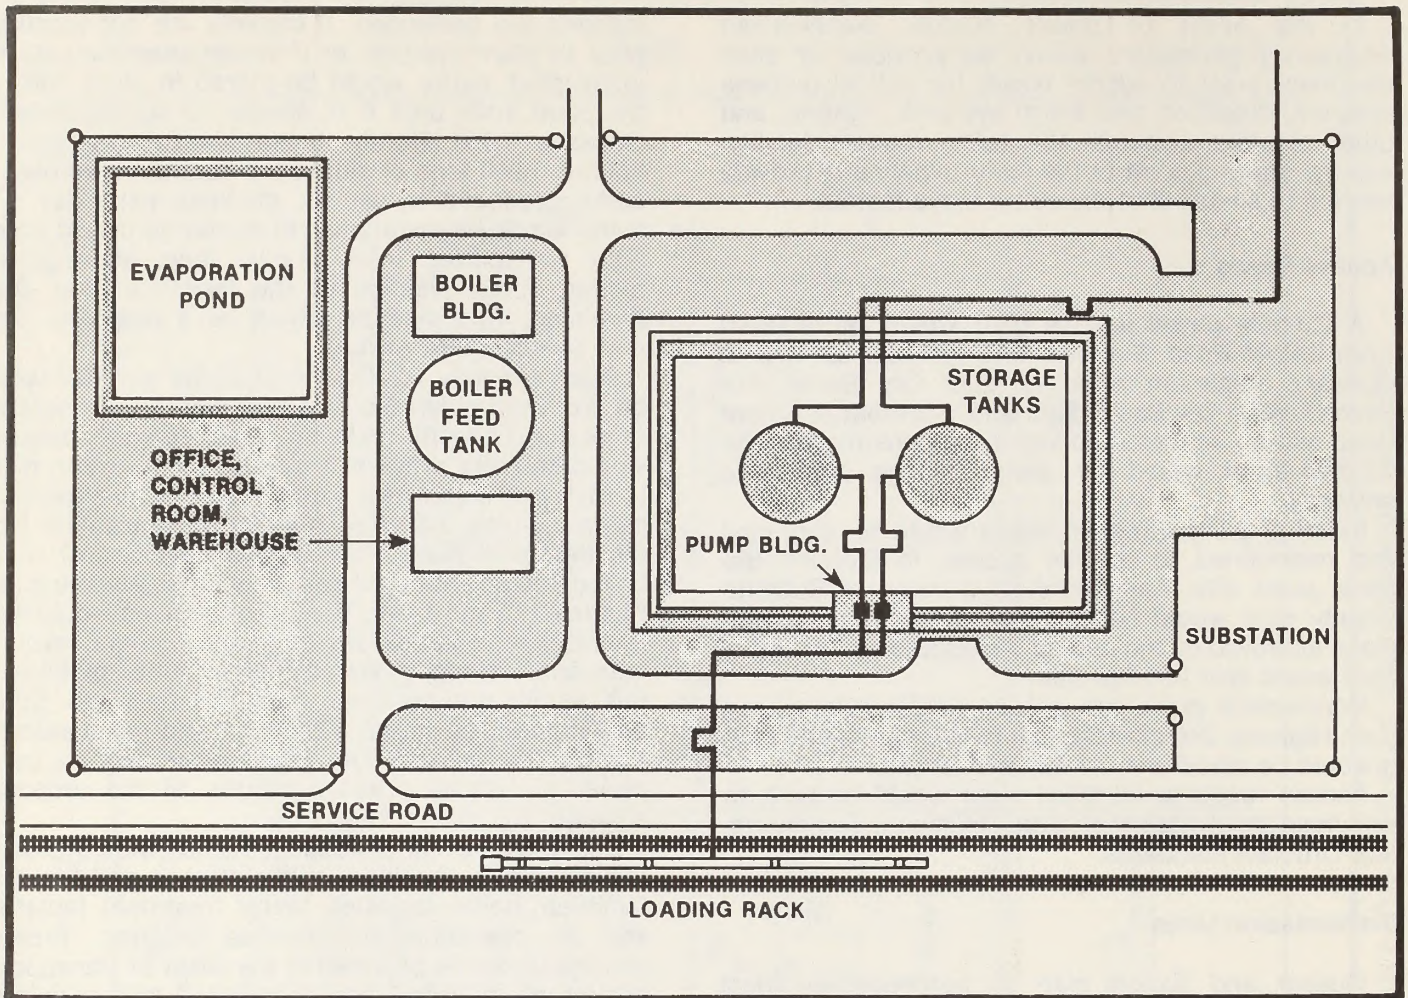 EVAPORATION
POND
BOILER
BLDG.
BOILER
FEED
TANK
OFFICE,
CONTROL
ROOM,
WAREHOUSE
STORAGE
TANKS
PUMP BLDG.
SUBSTATION
SERVICE ROAD
LOADING RACK